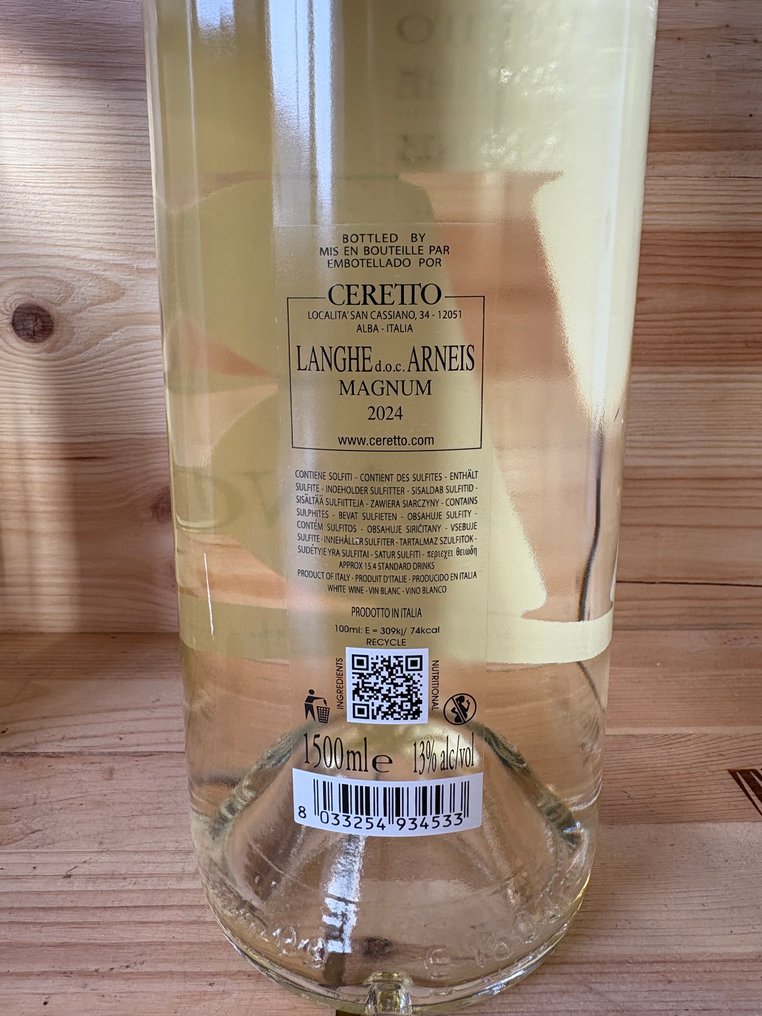 BOTTLED BY
MIS EN BOUTEILLE PAR
EMBOTELLADO POR
CERETTO
LOCALITA' SAN CASSIANO, 34 - 12051
ALBA - ITALIA
LANGHE d.o.c. ARNEIS
MAGNUM
2024
www.ceretto.com
CONTIENE SOLFITI - CONTIENT DES SULFITES - ENTHÄLT
SULFITE - INDEHOLDER SULFITTER - SISALDAB SULFITID -
SISÄLTÄÄ SULFIITTEJA - ZAWIERA SIARCZYNY - CONTAINS
SULPHITES - BEVAT SULFIETEN - OBSAHUJE SULFITY -
CONTÉM SULFITOS - OBSAHUJE SIRIČITANY - VSEBUJE
SULFITE - INNEHÅLLER SULFITER - TARTALMAZ SZULFITOK -
SUDĖTYJE YRA SULFITAI - SATUR SULFITI - περιεχει θειωδη
APPROX 15.4 STANDARD DRINKS
PRODUCT OF ITALY - PRODUIT D'ITALIE - PRODUCIDO EN ITALIA
WHITE WINE - VIN BLANC - VINO BLANCO
PRODOTTO IN ITALIA
100ml: E = 309kj/ 74kcal
RECYCLE
INGREDIENTS
NUTRITIONAL
1500ml e 13% alc/vol
8 033254 934533